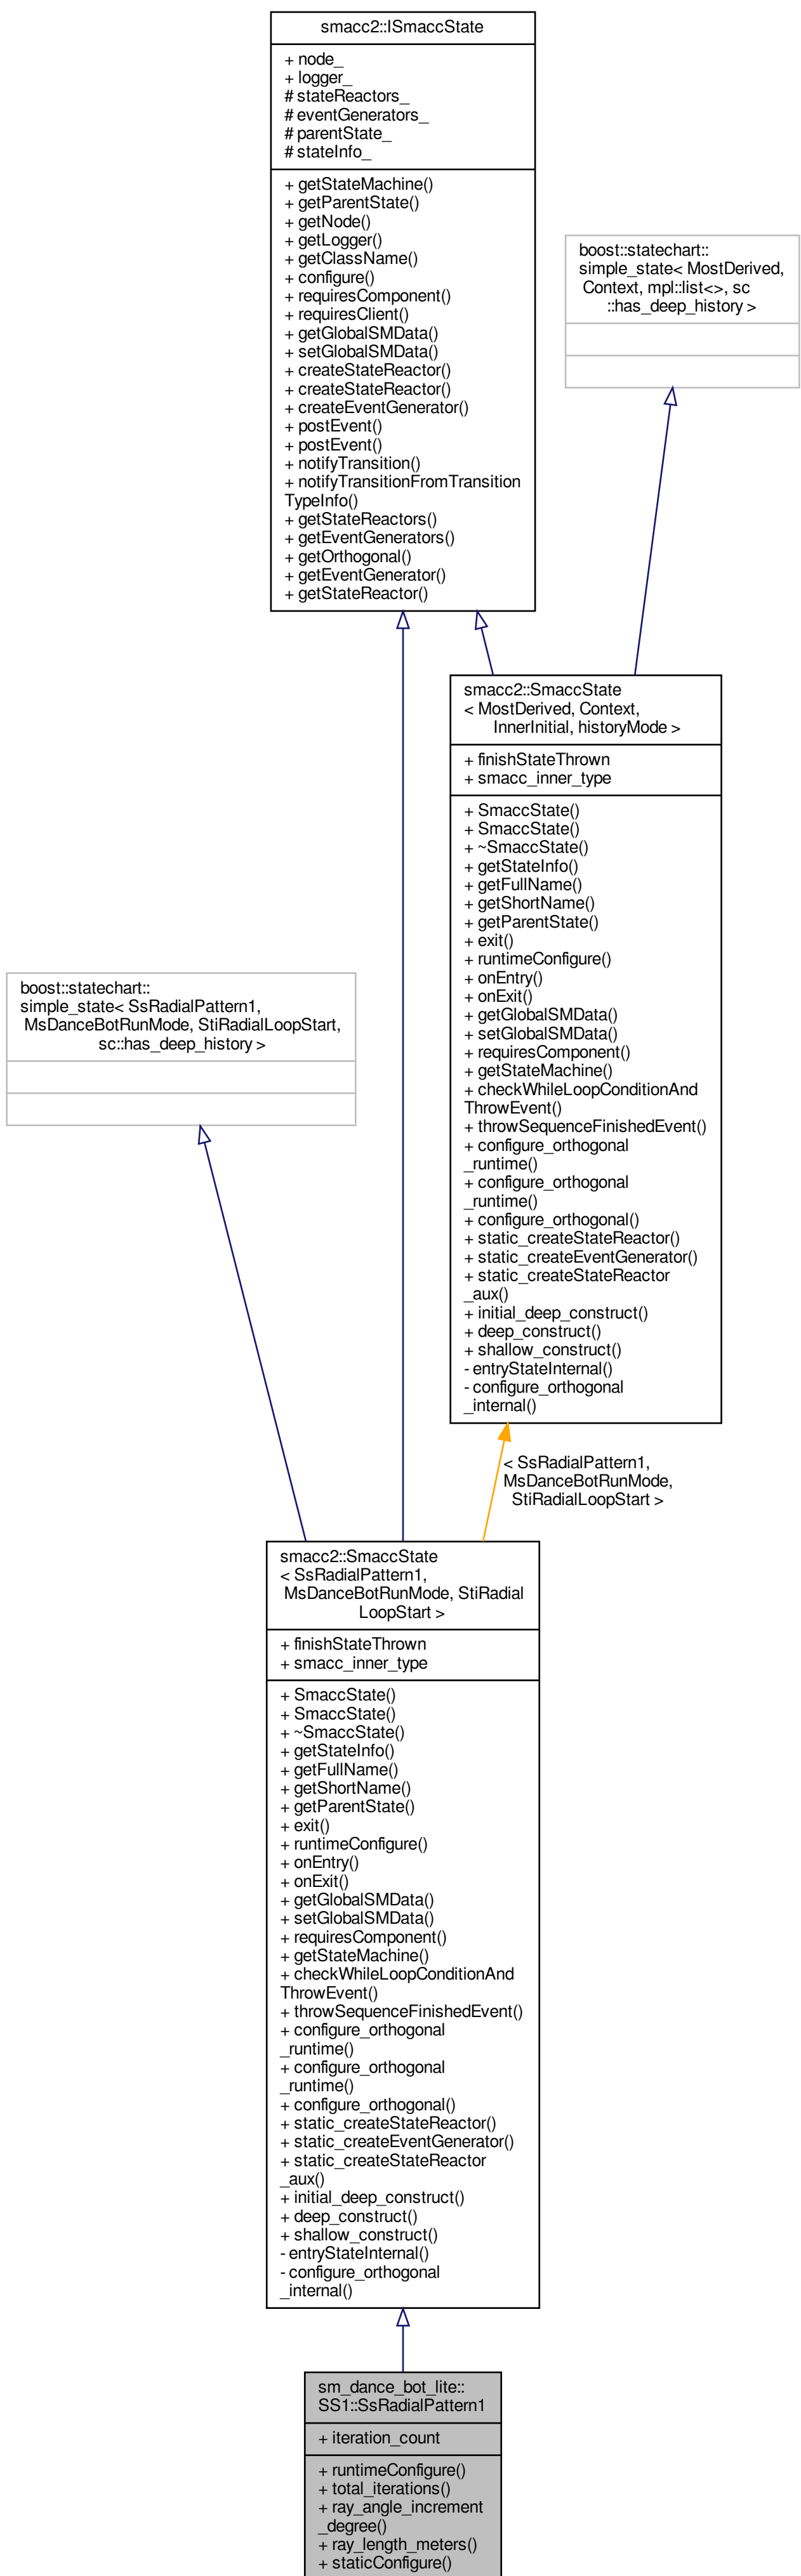 smacc2::ISmaccState
+ node_
+ logger_
# stateReactors_
# eventGenerators_
# parentState_
# stateInfo_
+ getStateMachine()
+ getParentState()
+ getNode()
+ getLogger()
+ getClassName()
+ configure()
+ requiresComponent()
+ requiresClient()
+ getGlobalSMData()
+ setGlobalSMData()
+ createStateReactor()
+ createStateReactor()
+ createEventGenerator()
+ postEvent()
+ postEvent()
+ notifyTransition()
+ notifyTransitionFromTransition
TypeInfo()
+ getStateReactors()
+ getEventGenerators()
+ getOrthogonal()
+ getEventGenerator()
+ getStateReactor()
boost::statechart::
simple_state< MostDerived,
Context, mpl::list<>, sc
::has_deep_history >
smacc2::SmaccState
< MostDerived, Context,
InnerInitial, historyMode >
+ finishStateThrown
+ smacc_inner_type
+ SmaccState()
+ SmaccState()
+ ~SmaccState()
+ getStateInfo()
+ getFullName()
+ getShortName()
+ getParentState()
+ exit()
+ runtimeConfigure()
+ onEntry()
+ onExit()
+ getGlobalSMData()
+ setGlobalSMData()
+ requiresComponent()
+ getStateMachine()
+ checkWhileLoopConditionAnd
ThrowEvent()
+ throwSequenceFinishedEvent()
+ configure_orthogonal
_runtime()
+ configure_orthogonal
_runtime()
+ configure_orthogonal()
+ static_createStateReactor()
+ static_createEventGenerator()
+ static_createStateReactor
_aux()
+ initial_deep_construct()
+ deep_construct()
+ shallow_construct()
- entryStateInternal()
- configure_orthogonal
_internal()
boost::statechart::
simple_state< SsRadialPattern1,
MsDanceBotRunMode, StiRadialLoopStart,
sc::has_deep_history >
< SsRadialPattern1,
MsDanceBotRunMode,
StiRadialLoopStart >
smacc2::SmaccState
< SsRadialPattern1,
MsDanceBotRunMode, StiRadial
LoopStart >
+ finishStateThrown
+ smacc_inner_type
+ SmaccState()
+ SmaccState()
+ ~SmaccState()
+ getStateInfo()
+ getFullName()
+ getShortName()
+ getParentState()
+ exit()
+ runtimeConfigure()
+ onEntry()
+ onExit()
+ getGlobalSMData()
+ setGlobalSMData()
+ requiresComponent()
+ getStateMachine()
+ checkWhileLoopConditionAnd
ThrowEvent()
+ throwSequenceFinishedEvent()
+ configure_orthogonal
_runtime()
+ configure_orthogonal
_runtime()
+ configure_orthogonal()
+ static_createStateReactor()
+ static_createEventGenerator()
+ static_createStateReactor
_aux()
+ initial_deep_construct()
+ deep_construct()
+ shallow_construct()
- entryStateInternal()
- configure_orthogonal
_internal()
sm_dance_bot_lite::
SS1::SsRadialPattern1
+ iteration_count
+ runtimeConfigure()
+ total_iterations()
+ ray_angle_increment
_degree()
+ ray_length_meters()
+ staticConfigure()